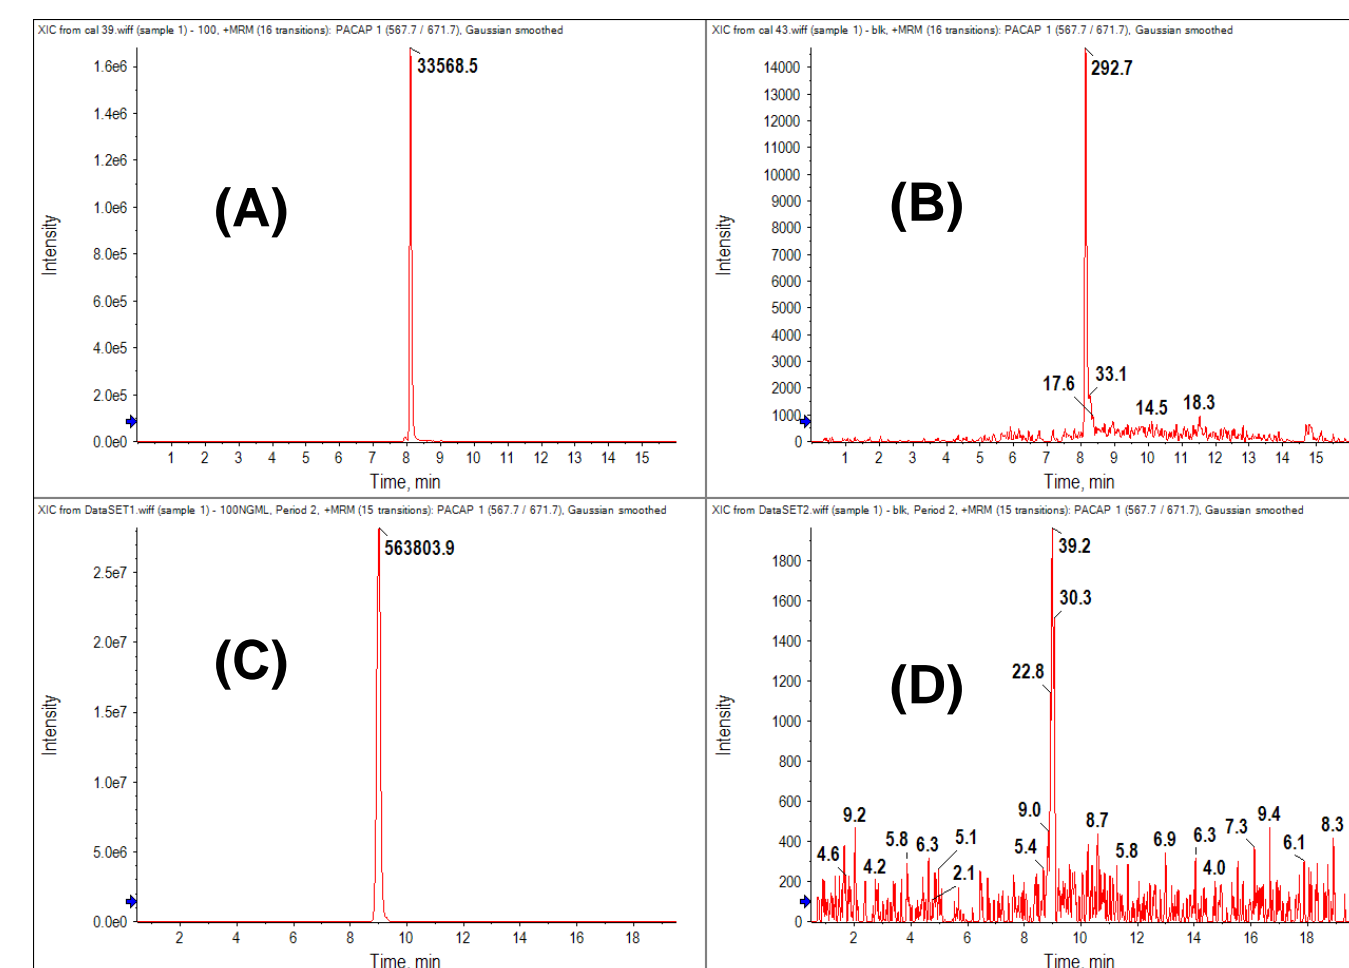 XIC from cal 39.wiff (sample 1) - 100, +MRM (16 transitions): PACAP 1 (567.7 / 671.7), Gaussian smoothed
33568.5
1.6e6
1.4e6
1.2e6
1.0e6
8.0e5
6.0e5
4.0e5
2.0e5
0.0e0
Intensity
(A)
1 2 3 4 5 6 7 8 9 10 11 12 13 14 15
Time, min
XIC from cal 43.wiff (sample 1) - blk, +MRM (16 transitions): PACAP 1 (567.7 / 671.7), Gaussian smoothed
292.7
14000
13000
12000
11000
10000
9000
8000
7000
6000
5000
4000
3000
2000
1000
0
Intensity
(B)
17.6 33.1 14.5 18.3
1 2 3 4 5 6 7 8 9 10 11 12 13 14 15
Time, min
XIC from DataSET1.wiff (sample 1) - 100NGML, Period 2, +MRM (15 transitions): PACAP 1 (567.7 / 671.7), Gaussian smoothed
563803.9
2.5e7
2.0e7
1.5e7
1.0e7
5.0e6
0.0e0
Intensity
(C)
2 4 6 8 10 12 14 16 18
Time, min
XIC from DataSET2.wiff (sample 1) - blk, Period 2, +MRM (15 transitions): PACAP 1 (567.7 / 671.7), Gaussian smoothed
39.2
30.3
22.8
1800
1600
1400
1200
1000
800
600
400
200
0
Intensity
(D)
4.6 9.2 4.2 5.8 6.3 5.1 2.1 5.4 9.0 8.7 5.8 6.9 6.3 4.0 7.3 9.4 6.1 8.3
2 4 6 8 10 12 14 16 18
Time, min